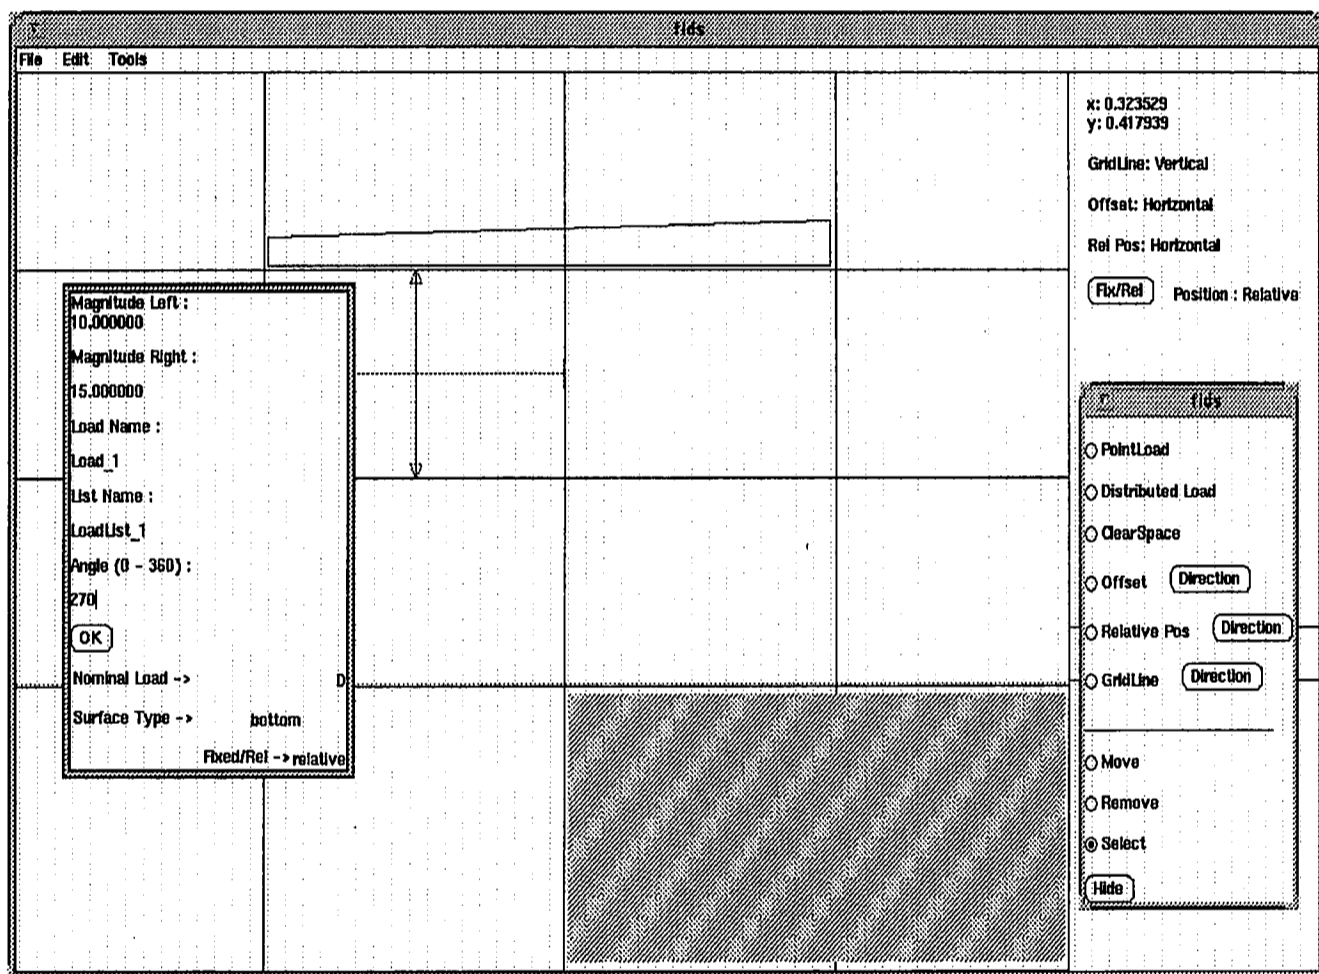 fids
File Edit Tools
x: 0.323529
y: 0.417939
GridLine: Vertical
Offset: Horizontal
Rel Pos: Horizontal
Fix/Rel Position : Relative
Magnitude Left :
10.000000
Magnitude Right :
15.000000
Load Name :
Load_1
List Name :
LoadList_1
Angle (0 - 360) :
270
OK
Nominal Load -> D
Surface Type -> bottom
Fixed/Rel -> relative
fids
PointLoad
Distributed Load
ClearSpace
Offset Direction
Relative Pos Direction
GridLine Direction
Move
Remove
Select
Hide